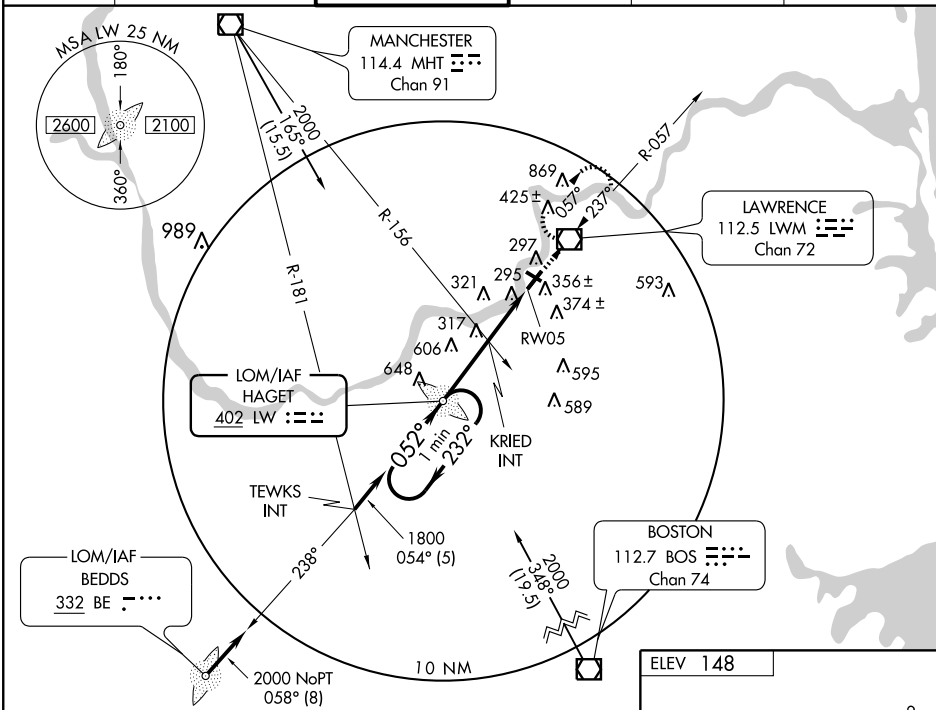 MSA LW 25 NM
180°
2600
2100
360°
MANCHESTER
114.4 MHT
Chan 91
2000
165°
(15.5)
R-156
R-181
R-057
869
425 ±
057°
237°
LAWRENCE
112.5 LWM
Chan 72
989
297
321
295
356 ±
374 ±
593
RW05
317
606
648
595
589
LOM/IAF
HAGET
402 LW
KRIED
INT
052°
1 min
232°
TEWKS
INT
1800
054° (5)
LOM/IAF
BEDDS
332 BE
238°
2000 NoPT
058° (8)
10 NM
2000
348°
(19.5)
BOSTON
112.7 BOS
Chan 74
ELEV 148